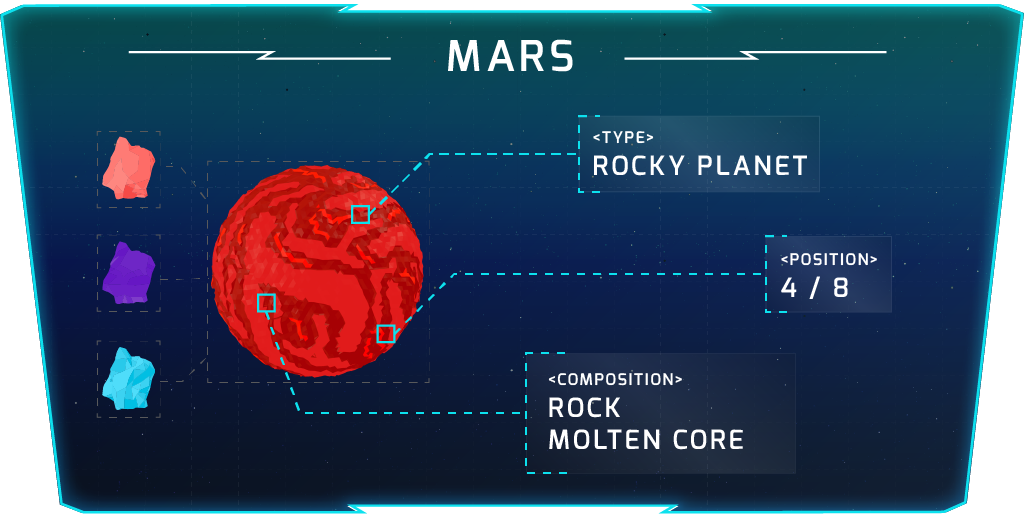 MARS
<TYPE>
ROCKY PLANET
<POSITION>
4 / 8
<COMPOSITION>
ROCK
MOLTEN CORE